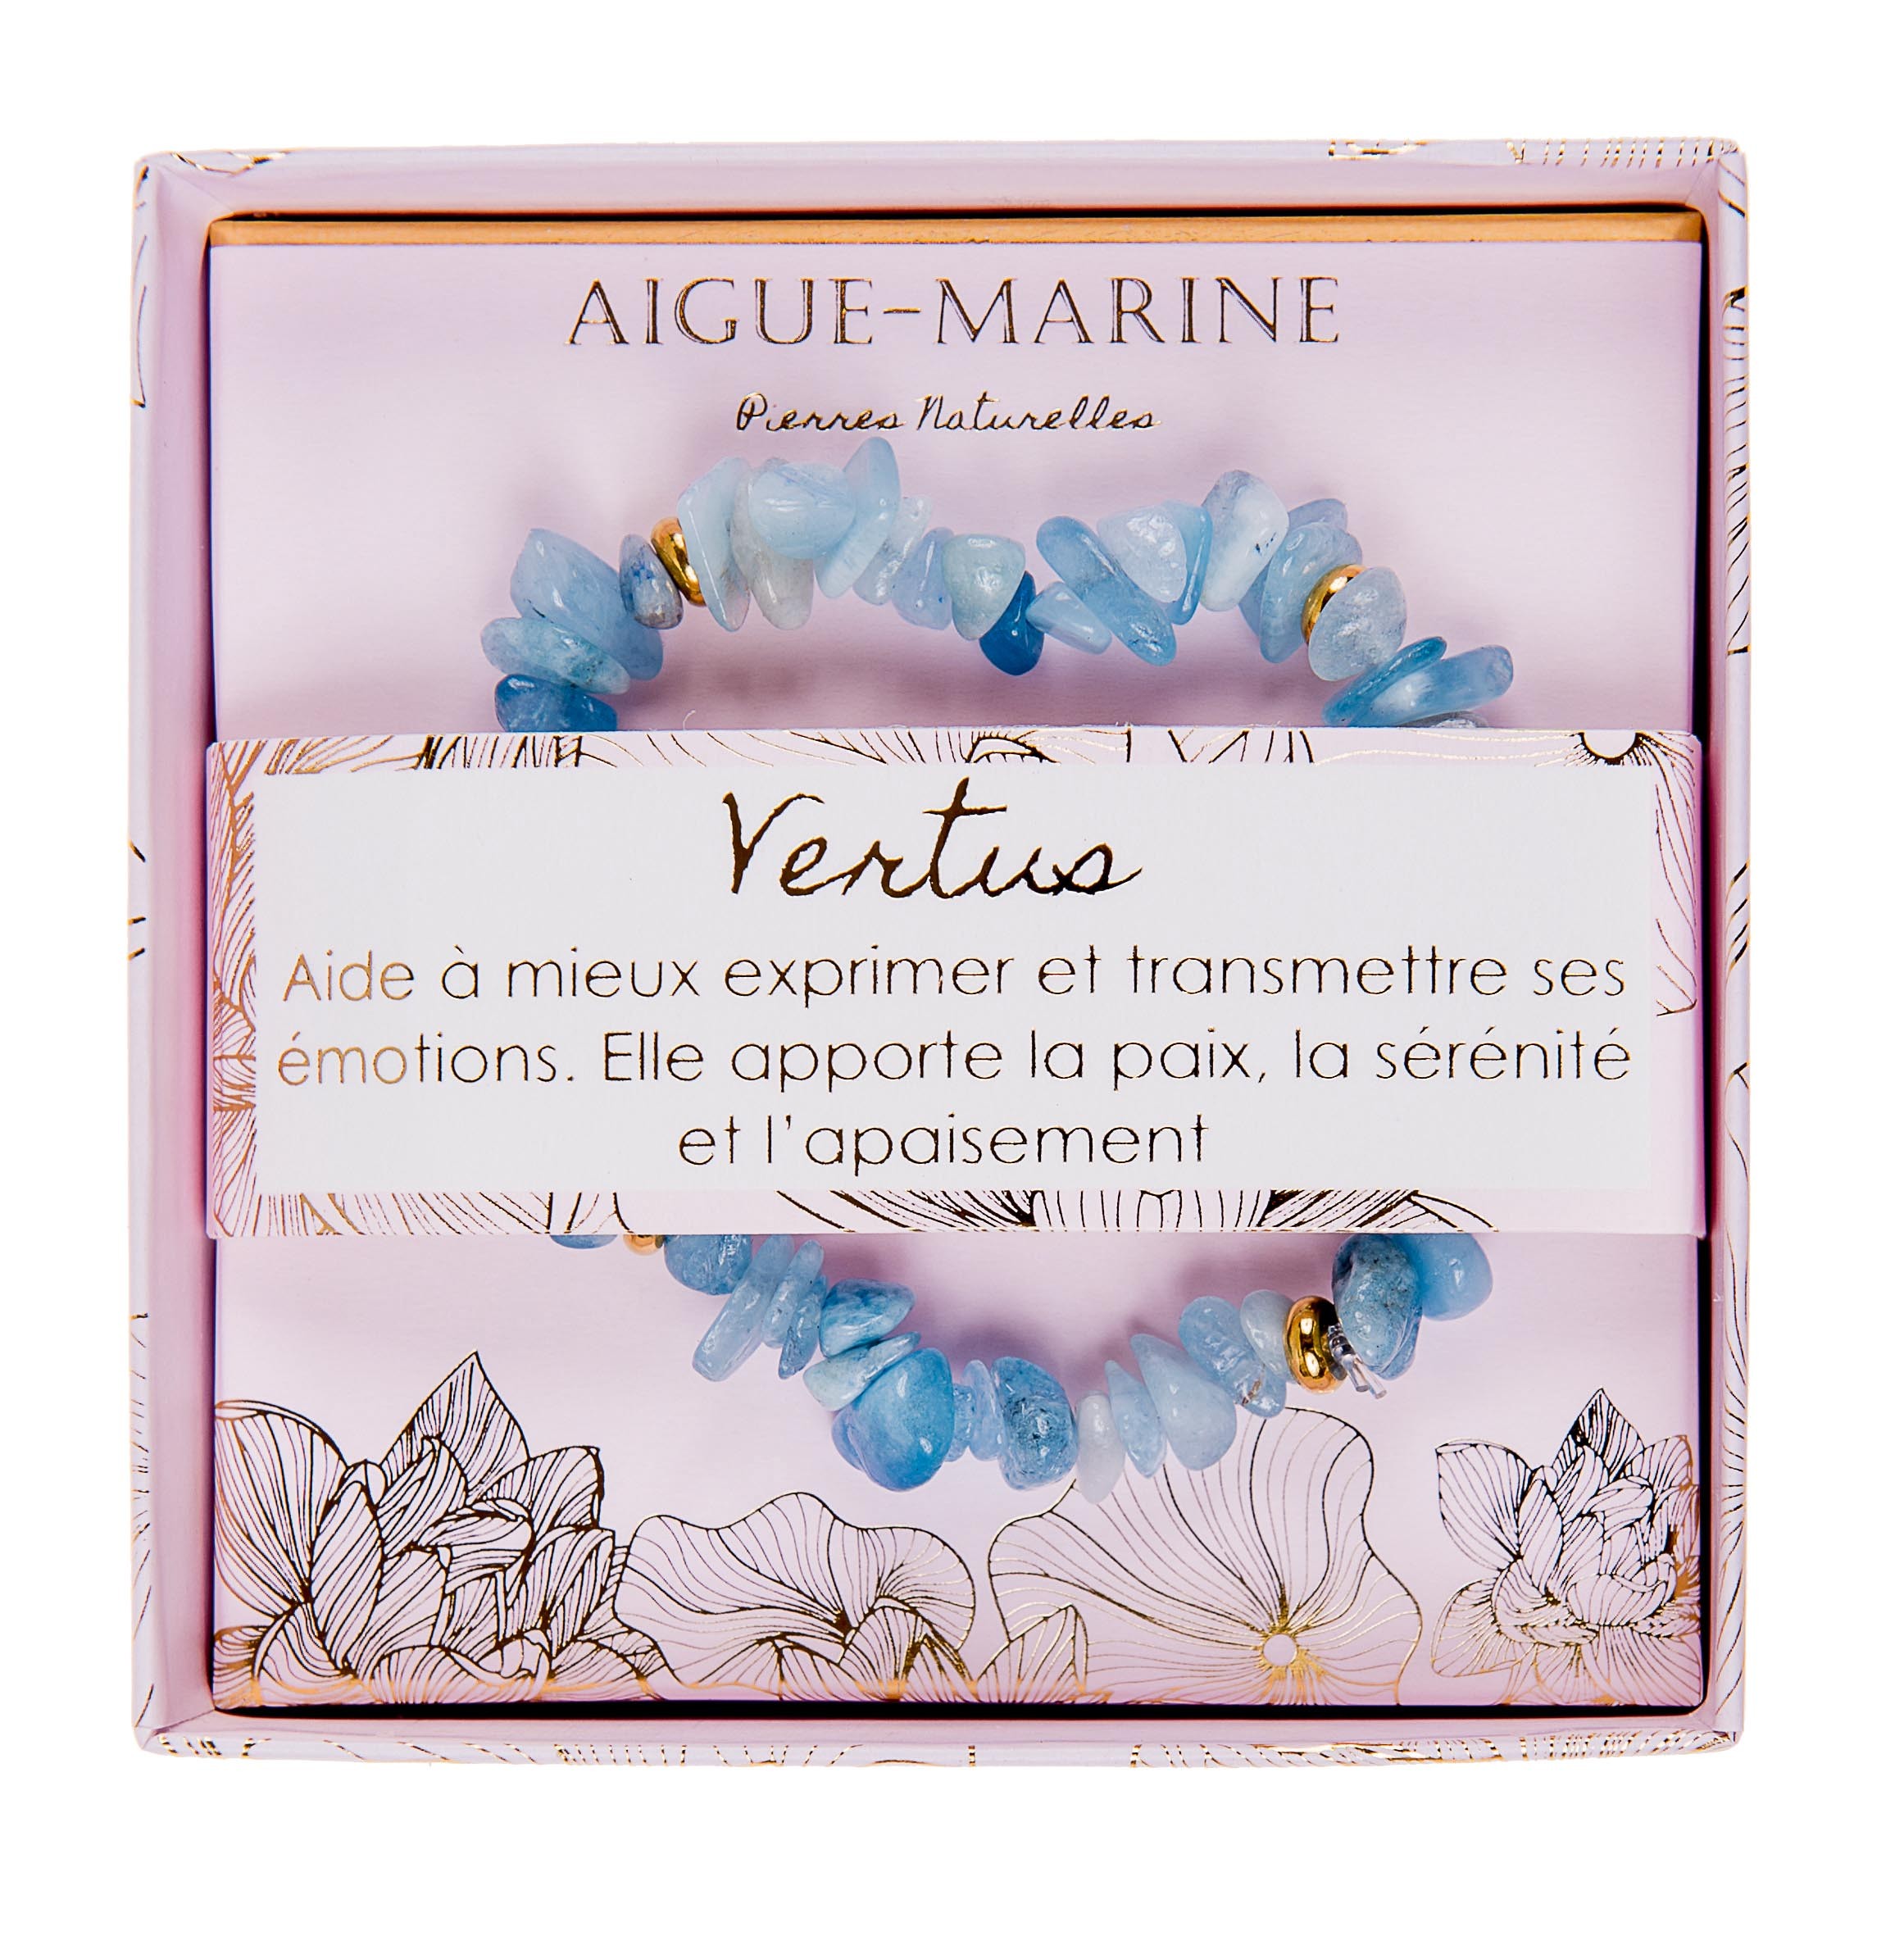 AIGUE-MARINE
Pierres Naturelles
Vertus
Aide à mieux exprimer et transmettre ses
émotions. Elle apporte la paix, la sérénité
et l'apaisement